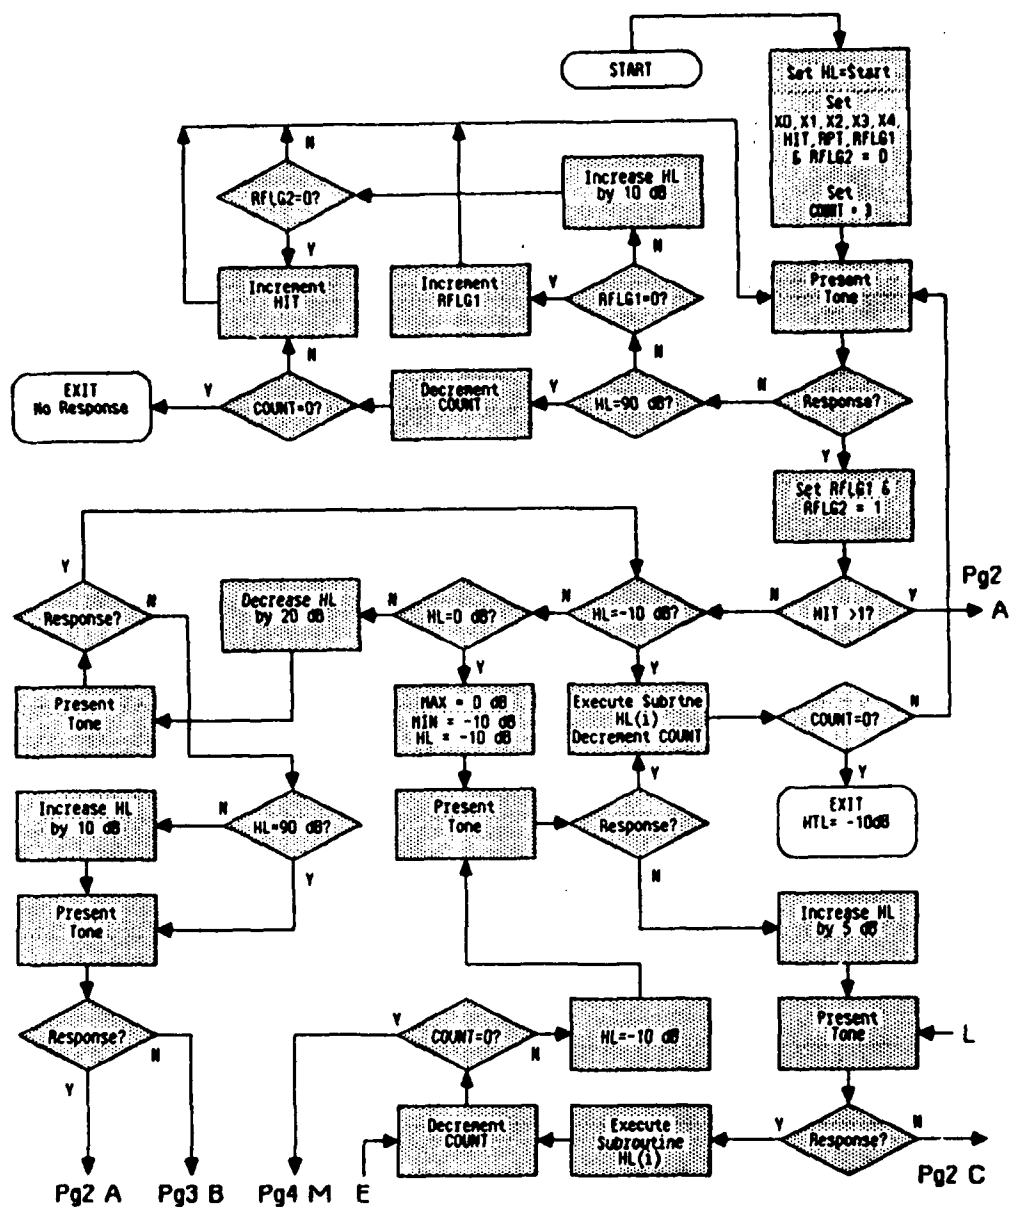 START
Set HL=Start
Set
X0,X1,X2,X3,X4,
HIT,RPT,RFLG1
& RFLG2 = 0
Set
COUNT = 3
N
RFLG2=0?
Y
Increase HL
by 10 dB
N
Increment
HIT
Increment
RFLG1
Y
RFLG1=0?
Present
Tone
N
N
EXIT
No Response
Y
COUNT=0?
Decrement
COUNT
Y
HL=90 dB?
N
Response?
Y
Set RFLG1 &
RFLG2 = 1
Y
Response?
N
Decrease HL
by 20 dB
N
HL=0 dB?
N
HL=-10 dB?
N
HIT >1?
Y
Pg2
A
Y
Y
Present
Tone
MAX = 0 dB
MIN = -10 dB
HL = -10 dB
Execute Subrtne
HL(i)
Decrement COUNT
COUNT=0?
N
Y
Y
Increase HL
by 10 dB
N
HL=90 dB?
Y
Present
Tone
Response?
N
EXIT
HTL= -10dB
Present
Tone
Increase HL
by 5 dB
Response?
N
Y
Y
COUNT=0?
N
HL=-10 dB
Present
Tone
L
Decrement
COUNT
Execute
Subroutine
HL(i)
Y
Response?
N
Pg2 A
Pg3 B
Pg4 M
E
Pg2 C